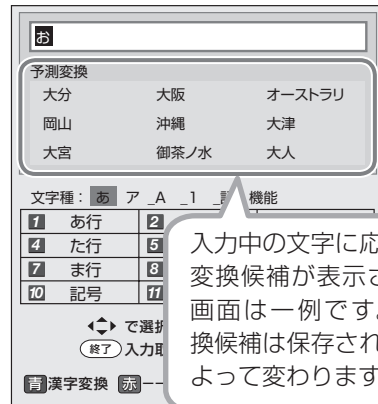 お
予測変換
大分 大阪 オーストラリ
岡山 沖縄 大津
大宮 御茶ノ水 大人
文字種： あ ア _A _1 _記 機能
1 あ行 2
4 た行 5
7 ま行 8
10 記号 11
で選択
終了 入力取
青 漢字変換 赤 ーー
入力中の文字に応
変換候補が表示さ
画面は一例です。
換候補は保存され
よって変わります